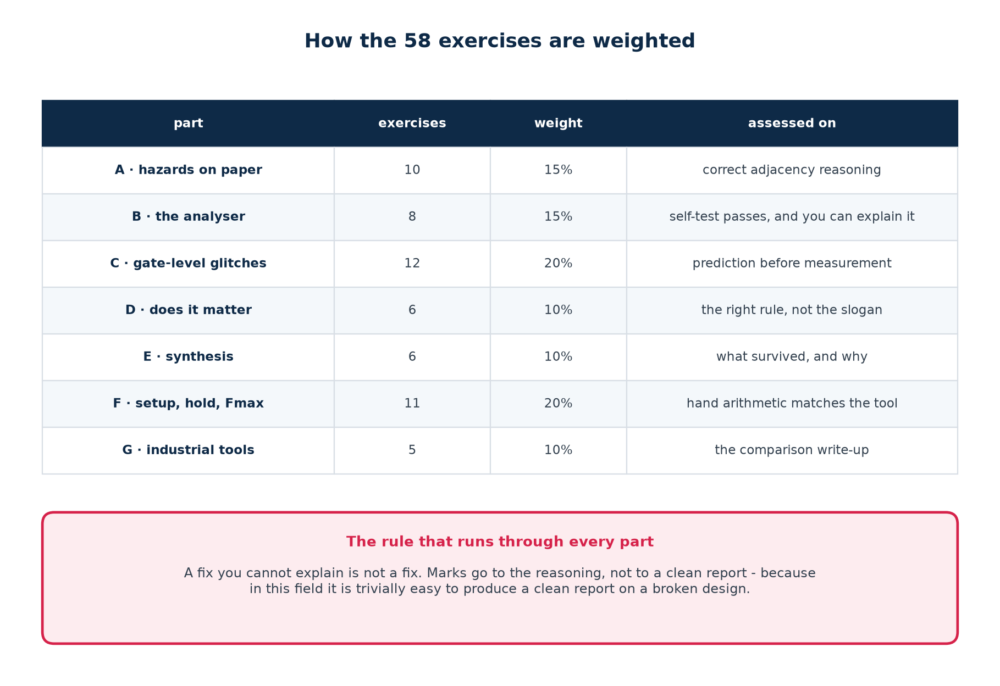 How the 58 exercises are weighted
part exercises weight assessed on
A · hazards on paper 10 15% correct adjacency reasoning
B · the analyser 8 15% self-test passes, and you can explain it
C · gate-level glitches 12 20% prediction before measurement
D · does it matter 6 10% the right rule, not the slogan
E · synthesis 6 10% what survived, and why
F · setup, hold, Fmax 11 20% hand arithmetic matches the tool
G · industrial tools 5 10% the comparison write-up
The rule that runs through every part
A fix you cannot explain is not a fix. Marks go to the reasoning, not to a clean report - because
in this field it is trivially easy to produce a clean report on a broken design.